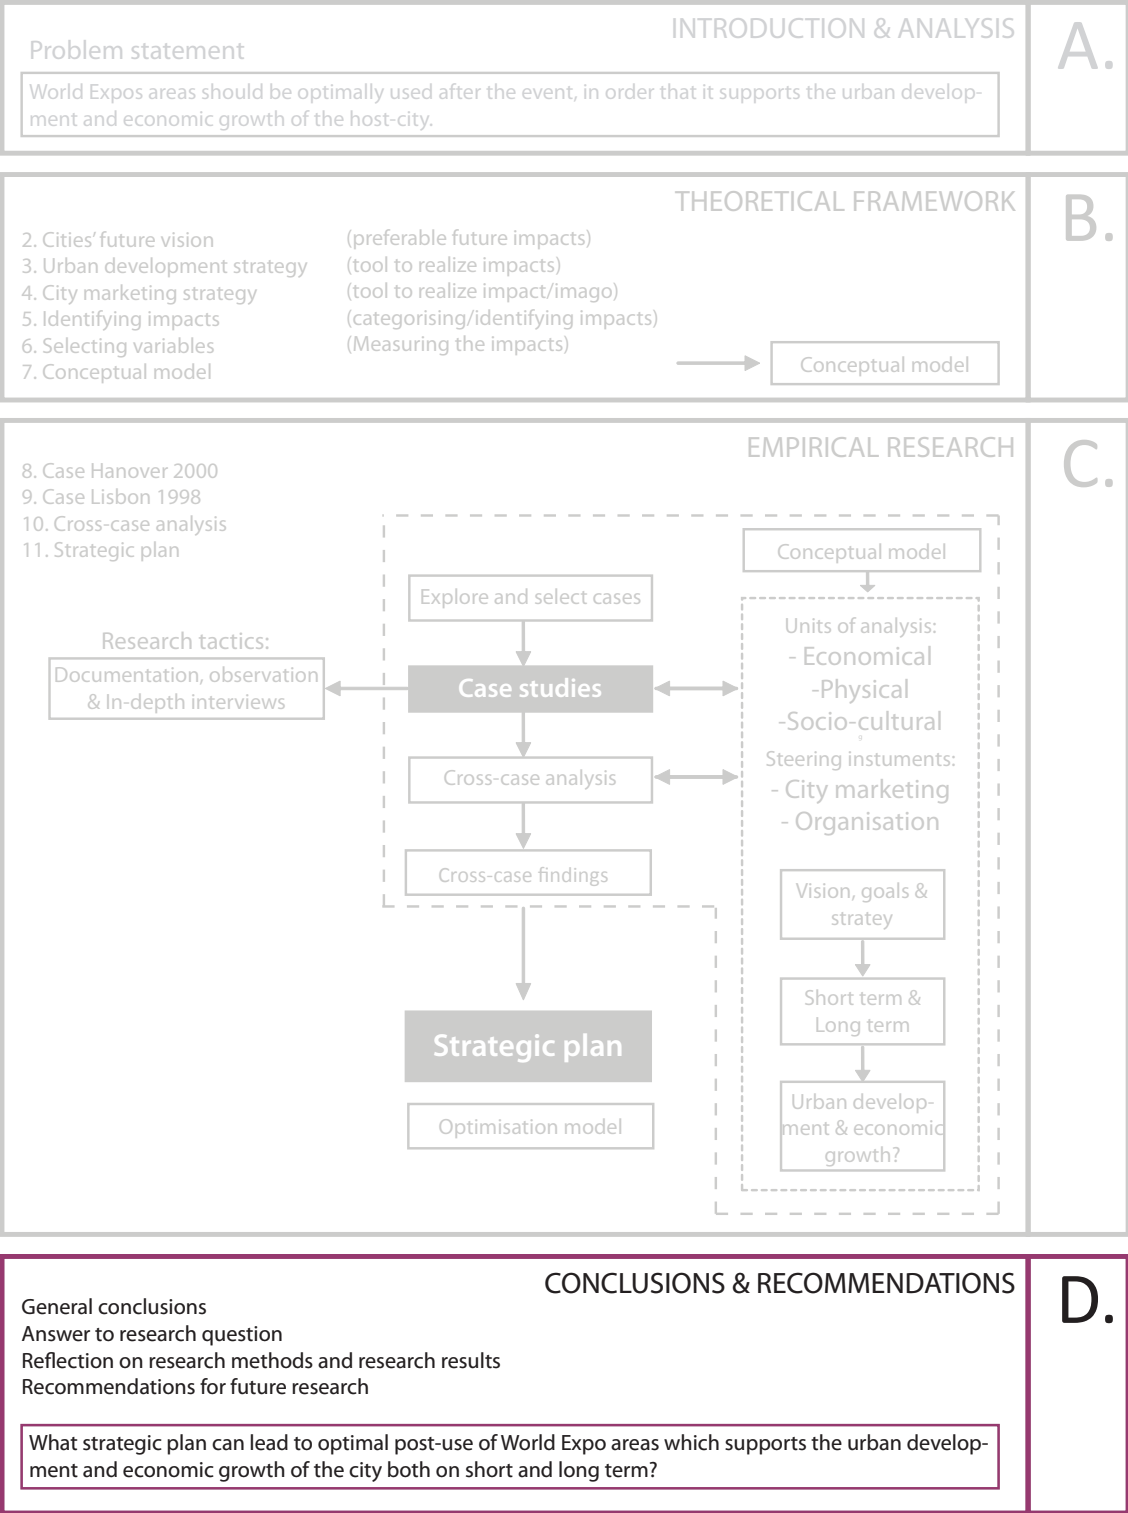 INTRODUCTION & ANALYSIS
A.
Problem statement
World Expos areas should be optimally used after the event, in order that it supports the urban develop-
ment and economic growth of the host-city.
THEORETICAL FRAMEWORK
B.
2. Cities' future vision (preferable future impacts)
3. Urban development strategy (tool to realize impacts)
4. City marketing strategy (tool to realize impact/imago)
5. Identifying impacts (categorising/identifying impacts)
6. Selecting variables (Measuring the impacts)
7. Conceptual model
Conceptual model
EMPIRICAL RESEARCH
C.
8. Case Hanover 2000
9. Case Lisbon 1998
10. Cross-case analysis
11. Strategic plan
Explore and select cases
Research tactics:
Documentation, observation
& In-depth interviews
Case studies
Cross-case analysis
Cross-case findings
Strategic plan
Optimisation model
Conceptual model
Units of analysis:
- Economical
-Physical
-Socio-cultural
9
Steering instuments:
- City marketing
- Organisation
Vision, goals &
stratey
Short term &
Long term
Urban develop-
ment & economic
growth?
CONCLUSIONS & RECOMMENDATIONS
D.
General conclusions
Answer to research question
Reflection on research methods and research results
Recommendations for future research
What strategic plan can lead to optimal post-use of World Expo areas which supports the urban develop-
ment and economic growth of the city both on short and long term?